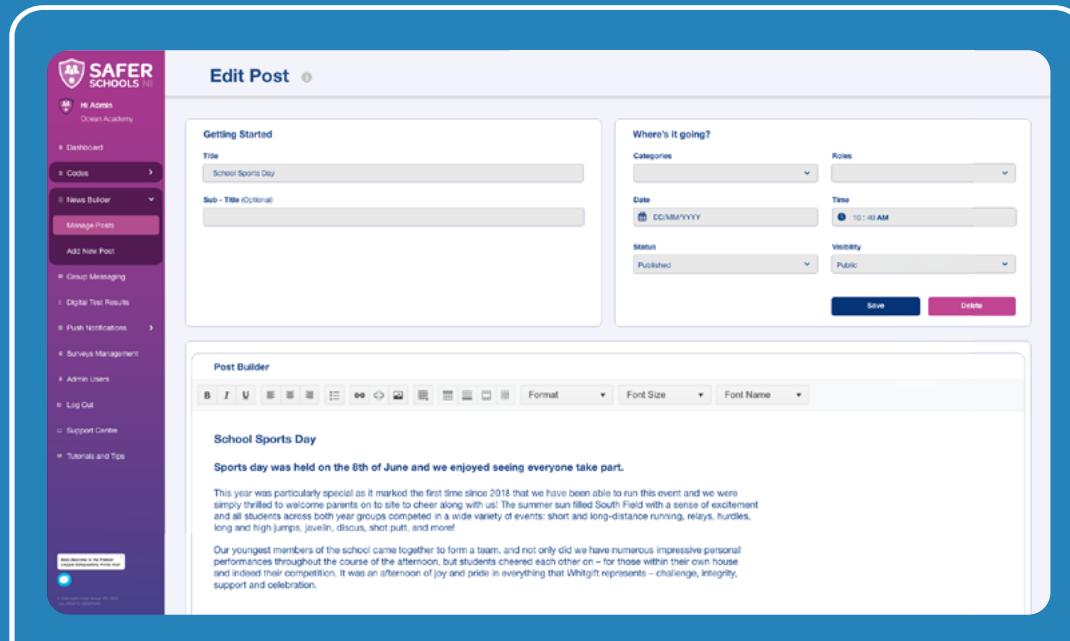 SAFER
SCHOOLS NI
Edit Post
Hi Admin
Ocean Academy
Dashboard
Codes
News Builder
Manage Posts
Add New Post
Group Messaging
Digital Test Results
Push Notifications
Surveys Management
Admin Users
Log Out
Support Centre
Tutorials and Tips
Getting Started
Title
School Sports Day
Sub - Title (Optional)
Where's it going?
Categories Roles
Date Time
DD/MM/YYYY 10 : 40 AM
Status Visibility
Published Public
Save Delete
Post Builder
B I U Format Font Size Font Name
School Sports Day
Sports day was held on the 8th of June and we enjoyed seeing everyone take part.
This year was particularly special as it marked the first time since 2018 that we have been able to run this event and we were
simply thrilled to welcome parents on to site to cheer along with us! The summer sun filled South Field with a sense of excitement
and all students across both year groups competed in a wide variety of events: short and long-distance running, relays, hurdles,
long and high jumps, javelin, discus, shot putt, and more!
Our youngest members of the school came together to form a team, and not only did we have numerous impressive personal
performances throughout the course of the afternoon, but students cheered each other on – for those within their own house
and indeed their competition. It was an afternoon of joy and pride in everything that Whitgift represents – challenge, integrity,
support and celebration.